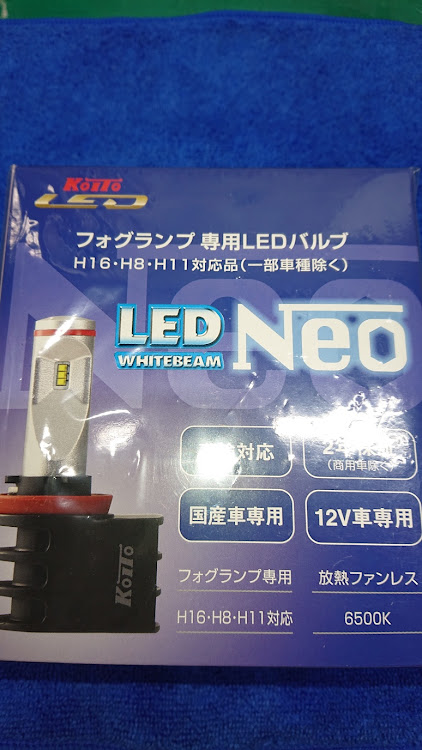 KOITO
LED
フォグランプ 専用LEDバルブ
H16・H8・H11対応品(一部車種除く)
Neo
LED
WHITEBEAM
Neo
対応
(商用車除く)
国産車専用
12V車専用
フォグランプ専用
放熱ファンレス
H16・H8・H11対応
6500K
KOITO